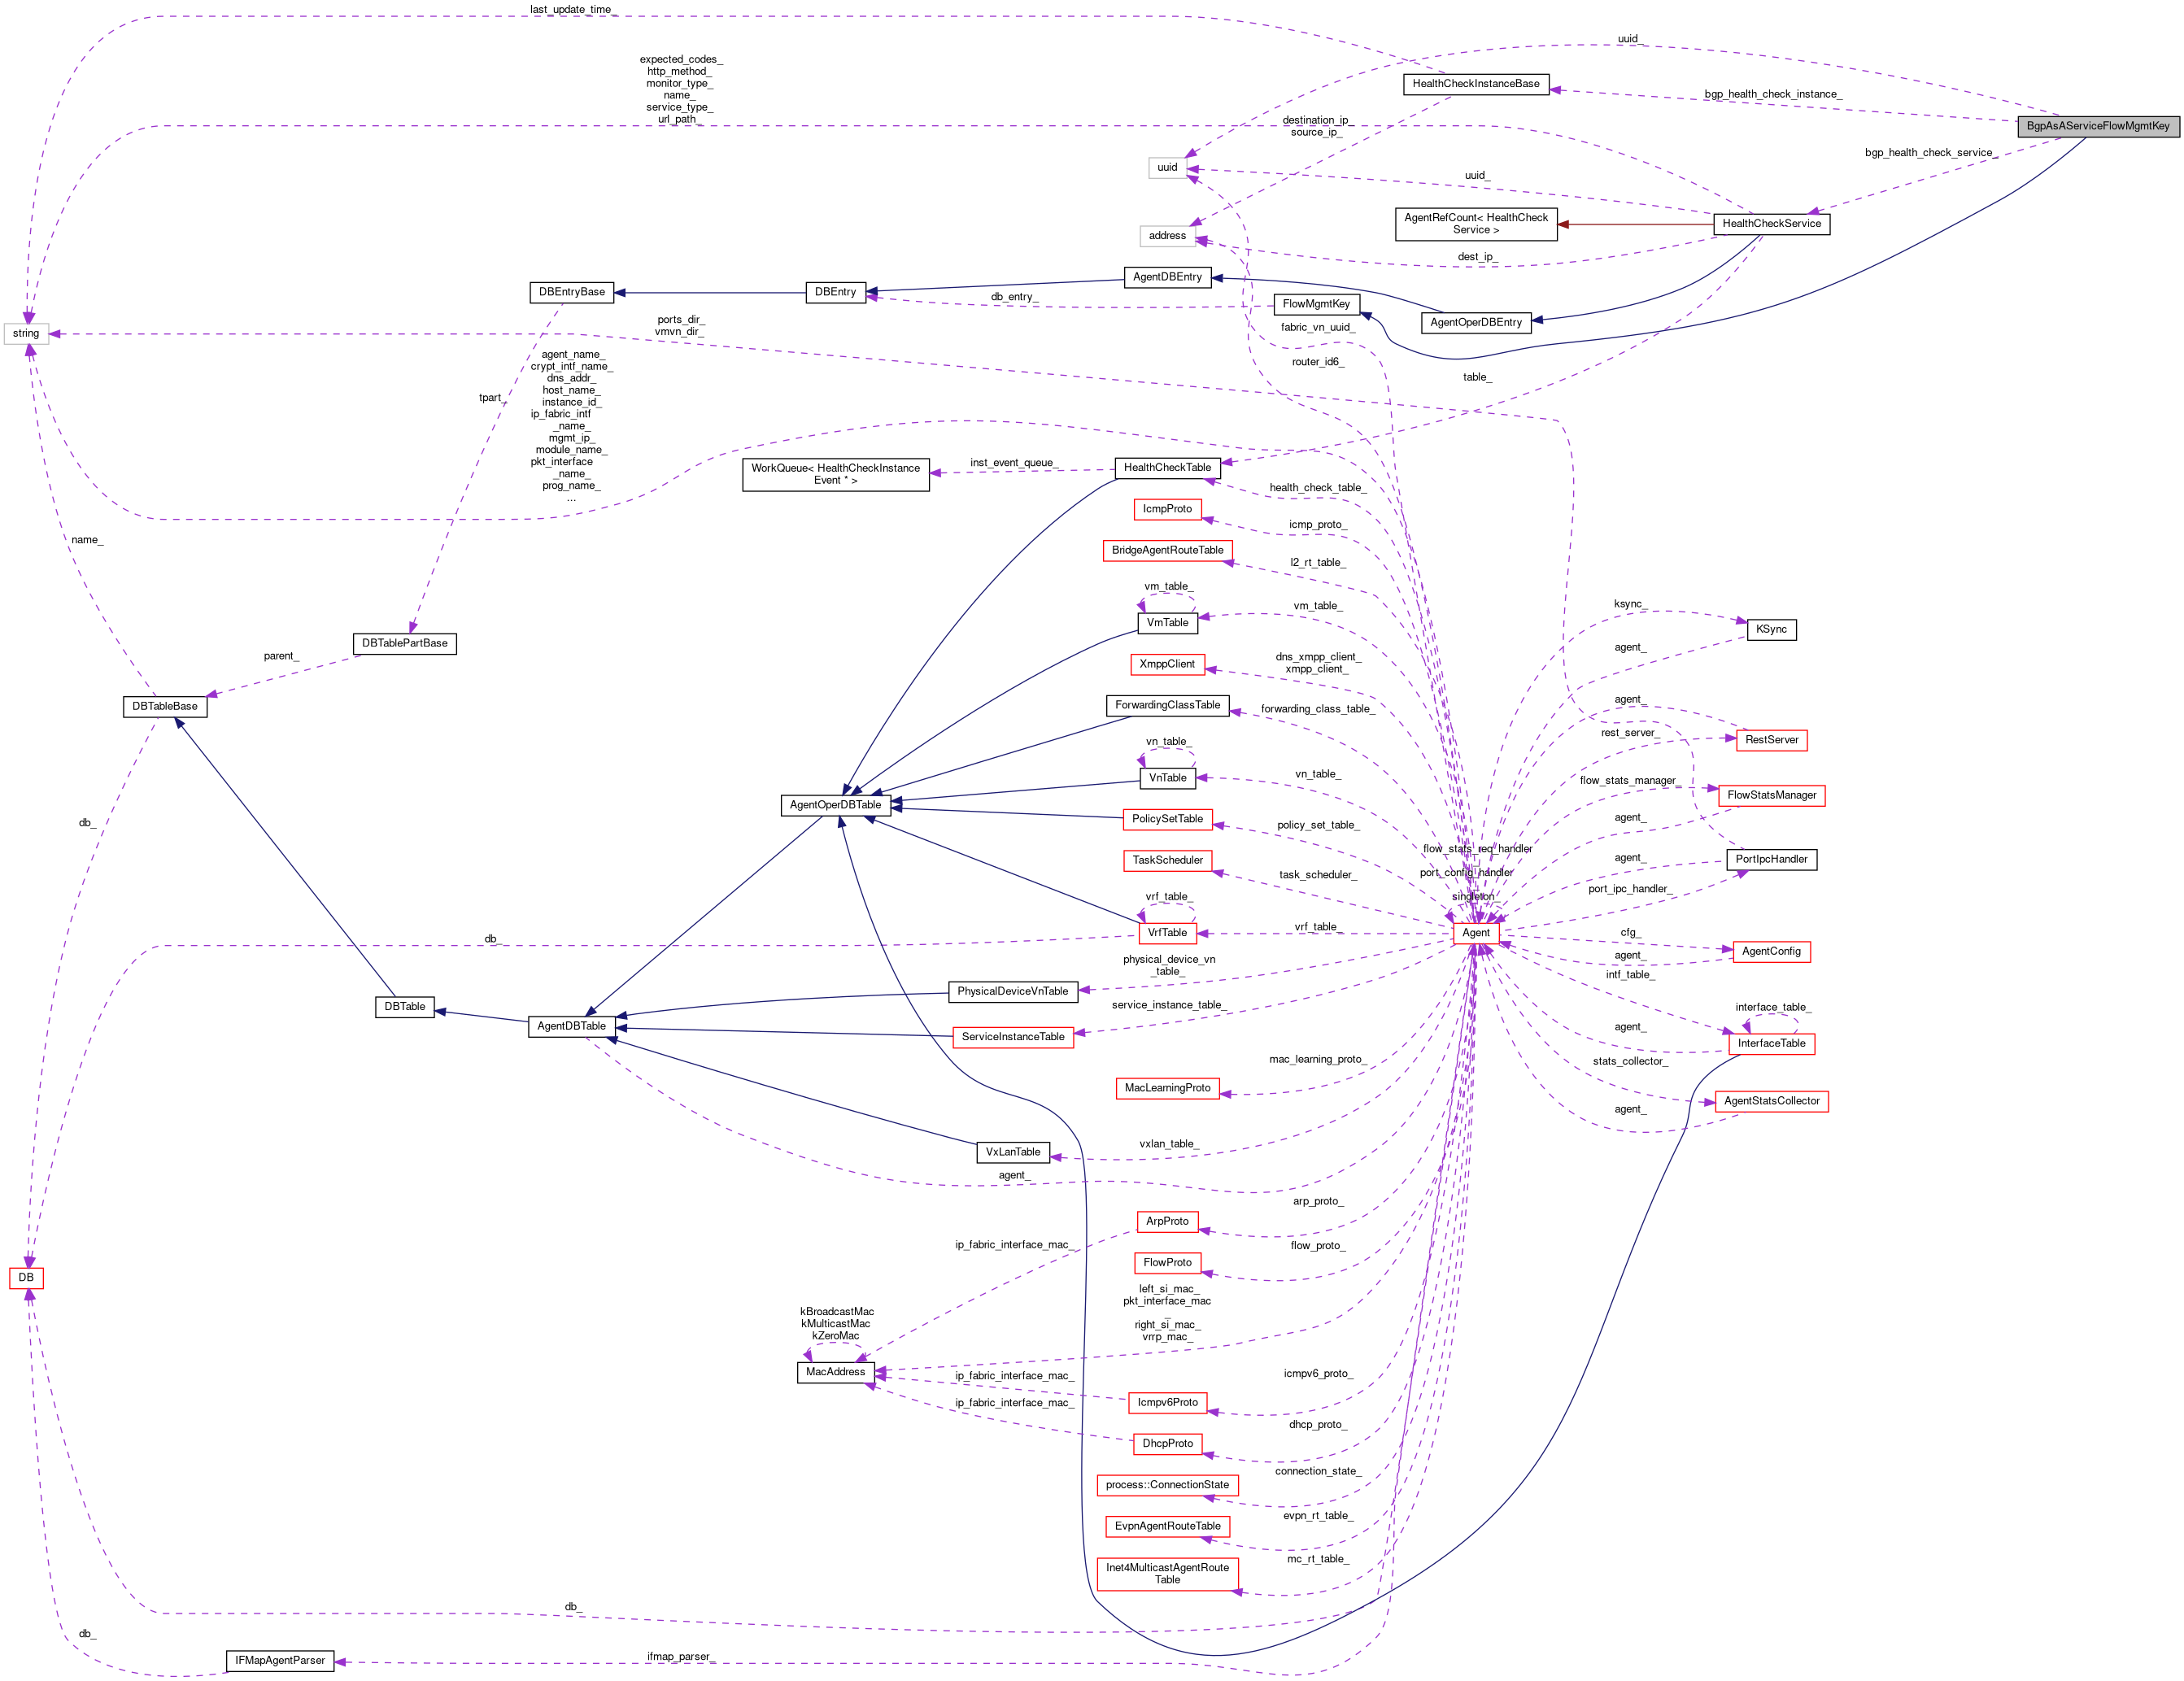 last_update_time_
uuid_
expected_codes_
http_method_
monitor_type_
name_
service_type_
url_path_
HealthCheckInstanceBase
bgp_health_check_instance_
BgpAsAServiceFlowMgmtKey
destination_ip_
source_ip_
bgp_health_check_service_
uuid
uuid_
AgentRefCount< HealthCheck
Service >
HealthCheckService
address
dest_ip_
AgentDBEntry
DBEntryBase
DBEntry
db_entry_
FlowMgmtKey
AgentOperDBEntry
string
ports_dir_
vmvn_dir_
fabric_vn_uuid_
router_id6_
table_
agent_name_
crypt_intf_name_
dns_addr_
host_name_
instance_id_
ip_fabric_intf
_name_
mgmt_ip_
module_name_
pkt_interface
_name_
prog_name_
...
tpart_
WorkQueue< HealthCheckInstance
Event * >
inst_event_queue_
HealthCheckTable
health_check_table_
IcmpProto
icmp_proto_
name_
BridgeAgentRouteTable
l2_rt_table_
vm_table_
VmTable
vm_table_
ksync_
KSync
DBTablePartBase
parent_
XmppClient
dns_xmpp_client_
xmpp_client_
agent_
DBTableBase
ForwardingClassTable
forwarding_class_table_
agent_
RestServer
rest_server_
vn_table_
VnTable
vn_table_
flow_stats_manager_
FlowStatsManager
AgentOperDBTable
PolicySetTable
policy_set_table_
agent_
db_
TaskScheduler
task_scheduler_
flow_stats_req_handler
_
port_config_handler
_
singleton_
agent_
PortIpcHandler
port_ipc_handler_
vrf_table_
VrfTable
vrf_table_
Agent
cfg_
AgentConfig
agent_
db_
physical_device_vn
_table_
intf_table_
PhysicalDeviceVnTable
service_instance_table_
interface_table_
DBTable
AgentDBTable
ServiceInstanceTable
agent_
InterfaceTable
mac_learning_proto_
stats_collector_
MacLearningProto
AgentStatsCollector
agent_
VxLanTable
vxlan_table_
agent_
arp_proto_
ArpProto
ip_fabric_interface_mac_
flow_proto_
FlowProto
DB
left_si_mac_
pkt_interface_mac
_
right_si_mac_
vrrp_mac_
kBroadcastMac
kMulticastMac
kZeroMac
MacAddress
ip_fabric_interface_mac_
icmpv6_proto_
Icmpv6Proto
ip_fabric_interface_mac_
dhcp_proto_
DhcpProto
connection_state_
process::ConnectionState
evpn_rt_table_
EvpnAgentRouteTable
mc_rt_table_
Inet4MulticastAgentRoute
Table
db_
db_
IFMapAgentParser
ifmap_parser_